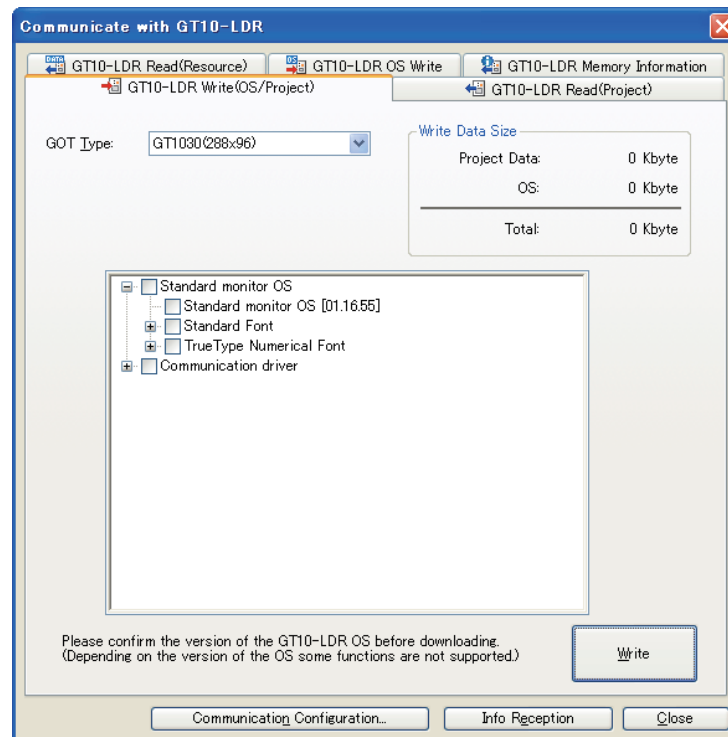 Communicate with GT10-LDR
GT10-LDR Read(Resource)
GT10-LDR OS Write
GT10-LDR Memory Information
GT10-LDR Write(OS/Project)
GT10-LDR Read(Project)
GOT Type:
GT1030(288x96)
Write Data Size
Project Data: 0 Kbyte
OS: 0 Kbyte
Total: 0 Kbyte
Standard monitor OS
Standard monitor OS [01.16.55]
Standard Font
TrueType Numerical Font
Communication driver
Please confirm the version of the GT10-LDR OS before downloading.
(Depending on the version of the OS some functions are not supported.)
Write
Communication Configuration...
Info Reception
Close